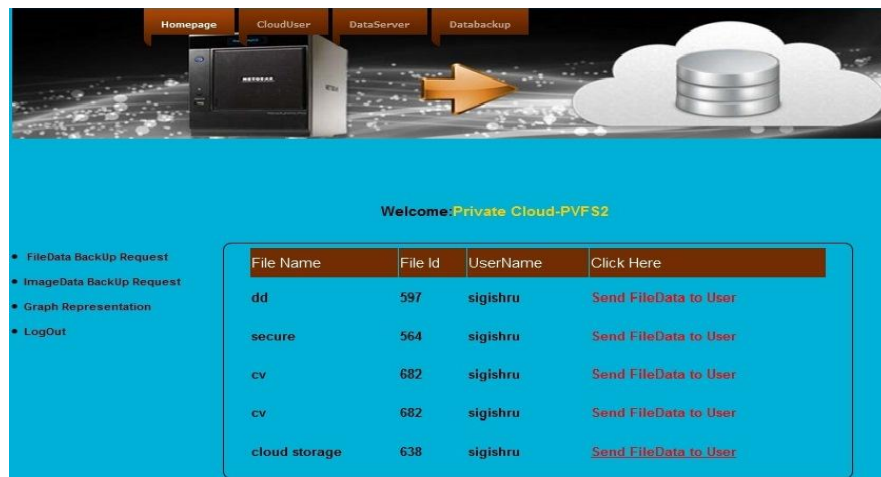 Homepage CloudUser DataServer Databackup
NETGEAR
Welcome:Private Cloud-PVFS2
FileData BackUp Request
ImageData BackUp Request
Graph Representation
LogOut
File Name File Id UserName Click Here
dd 597 sigishru Send FileData to User
secure 564 sigishru Send FileData to User
cv 682 sigishru Send FileData to User
cv 682 sigishru Send FileData to User
cloud storage 638 sigishru Send FileData to User